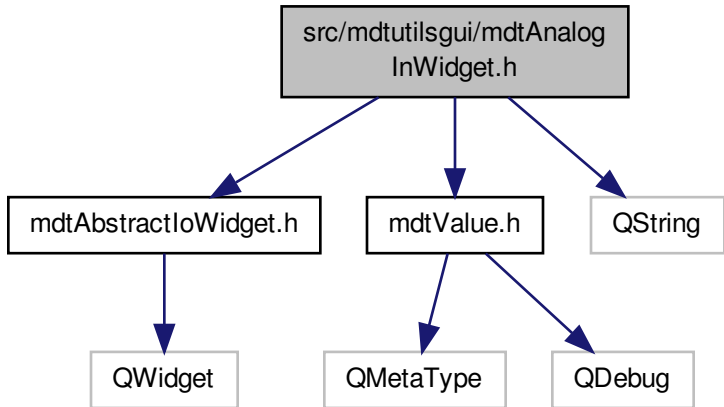 src/mdtutilsgui/mdtAnalog
InWidget.h
mdtAbstractIoWidget.h
mdtValue.h
QString
QWidget
QMetaType
QDebug